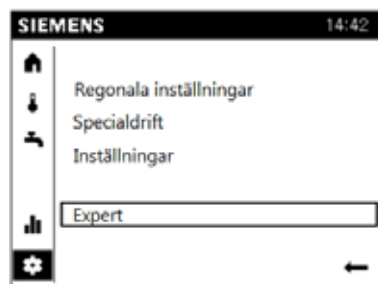 SIEMENS 14:42
Regonala inställningar
Specialdrift
Inställningar
Expert